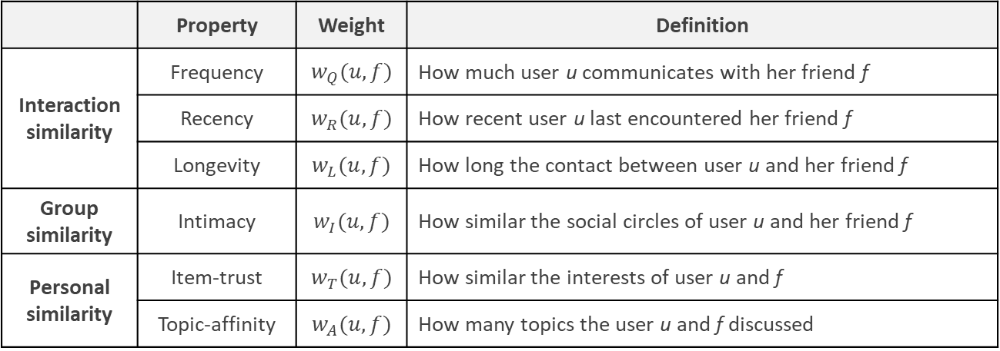 Property Weight Definition
Interaction similarity
Frequency w_Q(u, f) How much user u communicates with her friend f
Recency w_R(u, f) How recent user u last encountered her friend f
Longevity w_L(u, f) How long the contact between user u and her friend f
Group similarity
Intimacy w_I(u, f) How similar the social circles of user u and her friend f
Personal similarity
Item-trust w_T(u, f) How similar the interests of user u and f
Topic-affinity w_A(u, f) How many topics the user u and f discussed